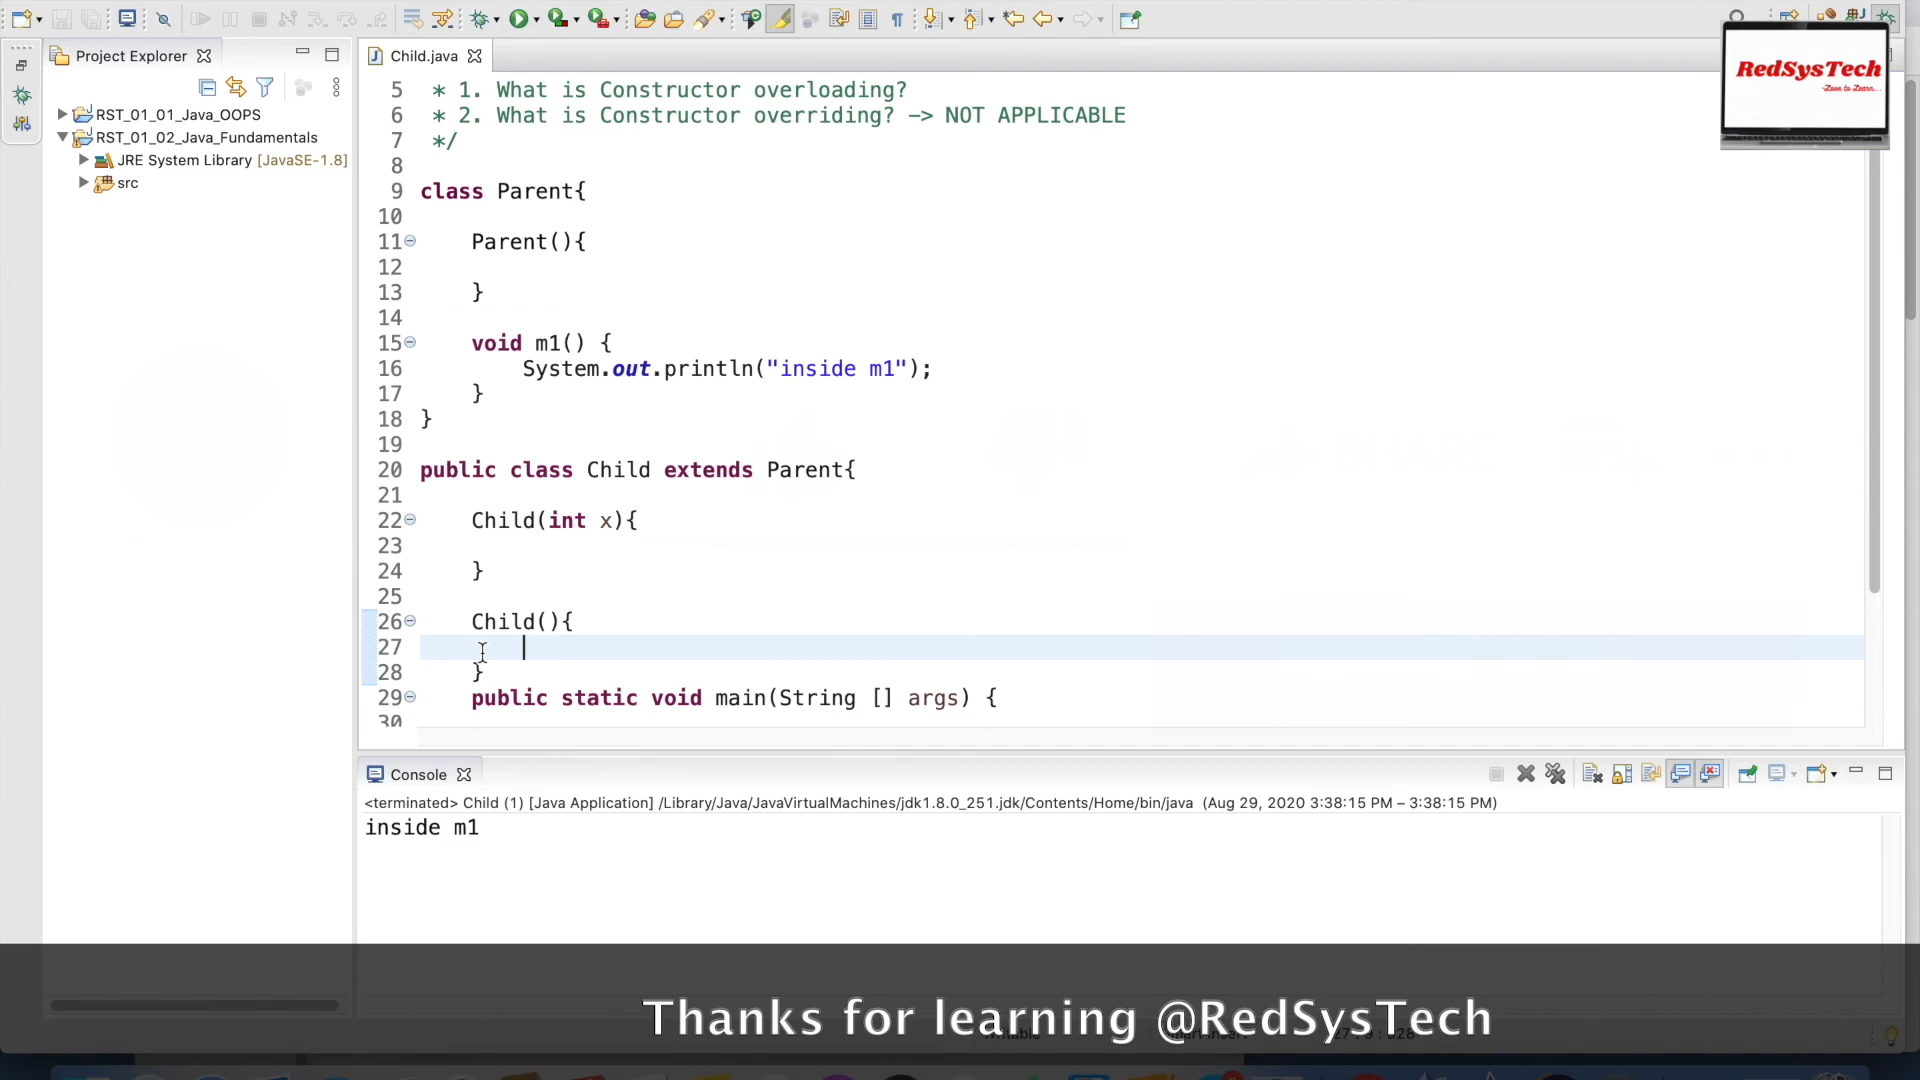 Project Explorer
RST_01_01_Java_OOPS
RST_01_02_Java_Fundamentals
JRE System Library [JavaSE-1.8]
src
Child.java
5 * 1. What is Constructor overloading?
6 * 2. What is Constructor overriding? -> NOT APPLICABLE
7 */
8
9 class Parent{
10
11 Parent(){
12
13 }
14
15 void m1() {
16 System.out.println("inside m1");
17 }
18 }
19
20 public class Child extends Parent{
21
22 Child(int x){
23
24 }
25
26 Child(){
27
28 }
29 public static void main(String [] args) {
30
RedSysTech
-Love to Learn...
Console
<terminated> Child (1) [Java Application] /Library/Java/JavaVirtualMachines/jdk1.8.0_251.jdk/Contents/Home/bin/java (Aug 29, 2020 3:38:15 PM – 3:38:15 PM)
inside m1
Thanks for learning @RedSysTech